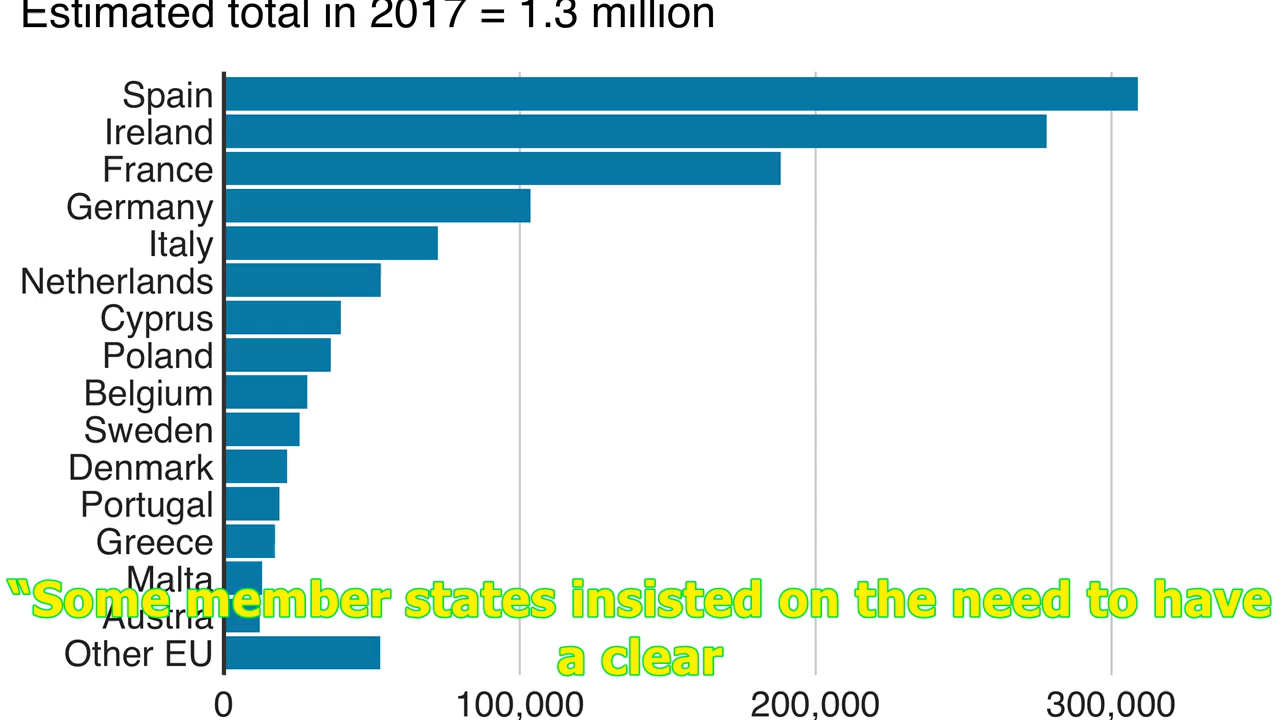 Estimated total in 2017 = 1.3 million
Spain
Ireland
France
Germany
Italy
Netherlands
Cyprus
Poland
Belgium
Sweden
Denmark
Portugal
Greece
Malta
Austria
Other EU
0 100,000 200,000 300,000
“Some member states insisted on the need to have
a clear